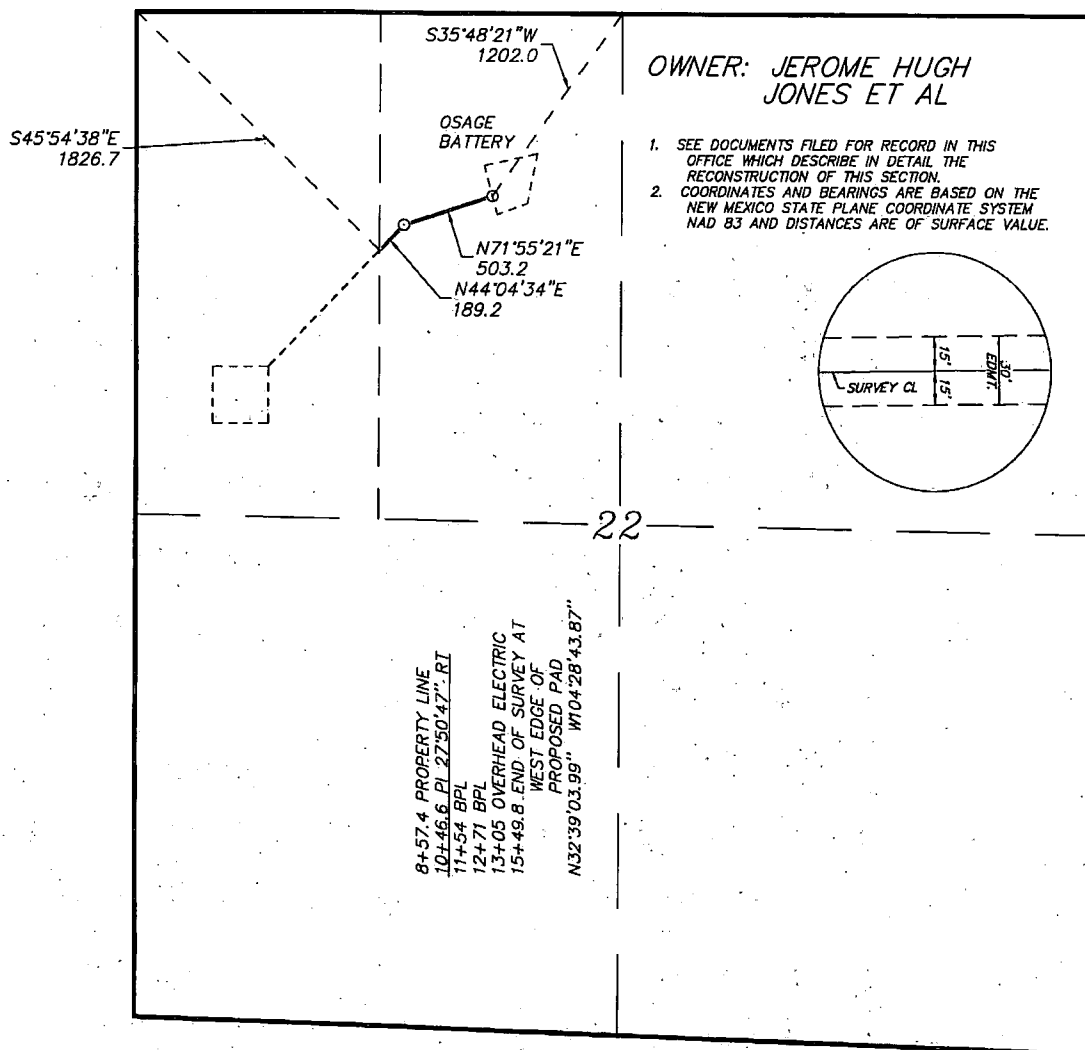 S35°48'21"W
1202.0
OWNER: JEROME HUGH
JONES ET AL
S45°54'38"E
1826.7
OSAGE
BATTERY
1. SEE DOCUMENTS FILED FOR RECORD IN THIS
OFFICE WHICH DESCRIBE IN DETAIL THE
RECONSTRUCTION OF THIS SECTION.
2. COORDINATES AND BEARINGS ARE BASED ON THE
NEW MEXICO STATE PLANE COORDINATE SYSTEM
NAD 83 AND DISTANCES ARE OF SURFACE VALUE.
N71°55'21"E
503.2
N44°04'34"E
189.2
15'
15'
30'
EDMT.
SURVEY CL
22
8+57.4 PROPERTY LINE
10+46.6 PI 27°50'47" RT
11+54 BPL
12+71 BPL
13+05 OVERHEAD ELECTRIC
15+49.8 END OF SURVEY AT
WEST EDGE OF
PROPOSED PAD
N32°39'03.99" W104°28'43.87"